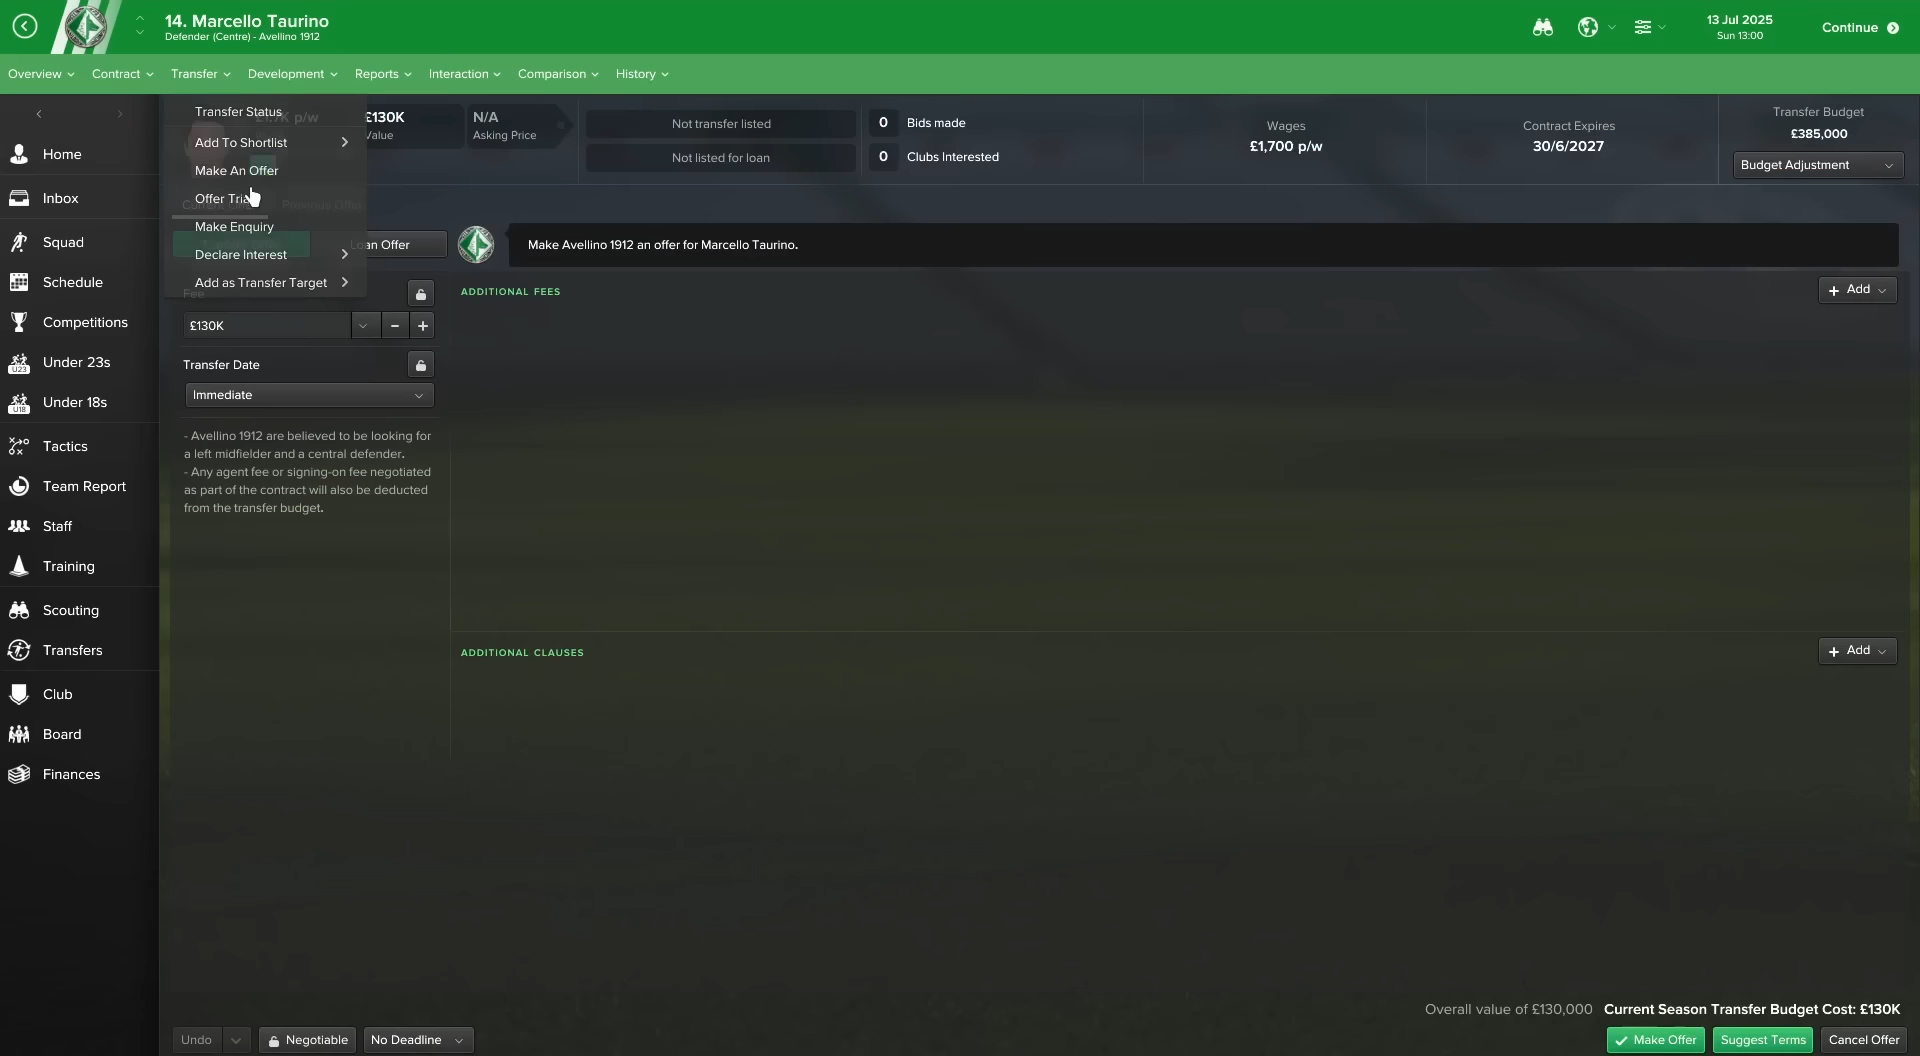 14. Marcello Taurino
Defender (Centre) - Avellino 1912
13 Jul 2025
Sun 13:00
Continue
Overview
Contract
Transfer
Development
Reports
Interaction
Comparison
History
Home
Inbox
Squad
Schedule
Competitions
U23
Under 23s
U18
Under 18s
Tactics
Team Report
Staff
Training
Scouting
Transfers
Club
Board
Finances
Transfer Status
Add To Shortlist
Make An Offer
Offer Trial
Make Enquiry
Declare Interest
Add as Transfer Target
£1.7K p/w
£130K
Value
N/A
Asking Price
Not transfer listed
Not listed for loan
0 Bids made
0 Clubs Interested
Wages
£1,700 p/w
Contract Expires
30/6/2027
Transfer Budget
£385,000
Budget Adjustment
Loan Offer
Make Avellino 1912 an offer for Marcello Taurino.
Fee
£130K
Transfer Date
Immediate
- Avellino 1912 are believed to be looking for
a left midfielder and a central defender.
- Any agent fee or signing-on fee negotiated
as part of the contract will also be deducted
from the transfer budget.
ADDITIONAL FEES
Add
ADDITIONAL CLAUSES
Add
Overall value of £130,000 Current Season Transfer Budget Cost: £130K
Undo
Negotiable
No Deadline
Make Offer
Suggest Terms
Cancel Offer